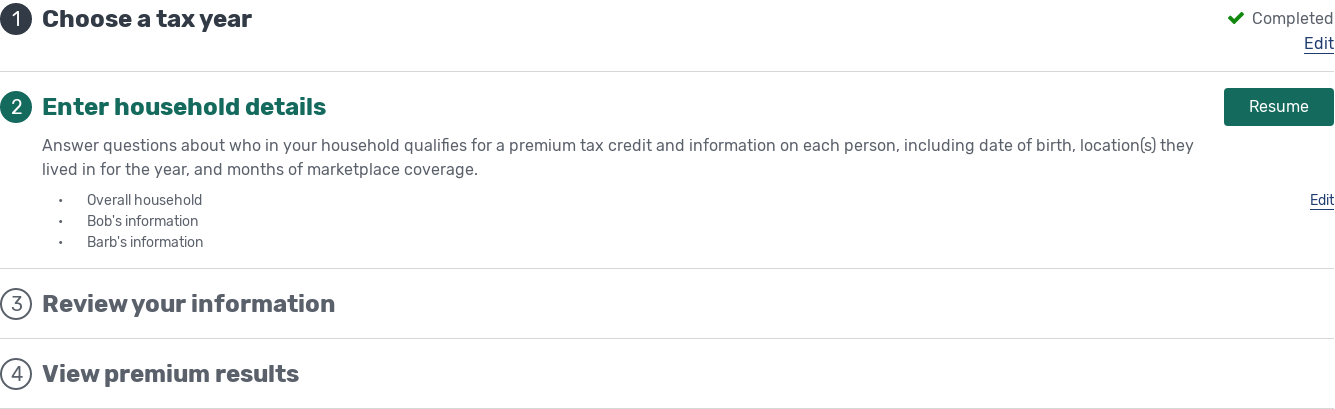 1 Choose a tax year
Completed
Edit
2 Enter household details
Resume
Answer questions about who in your household qualifies for a premium tax credit and information on each person, including date of birth, location(s) they
lived in for the year, and months of marketplace coverage.
• Overall household
Edit
• Bob's information
• Barb's information
3 Review your information
4 View premium results